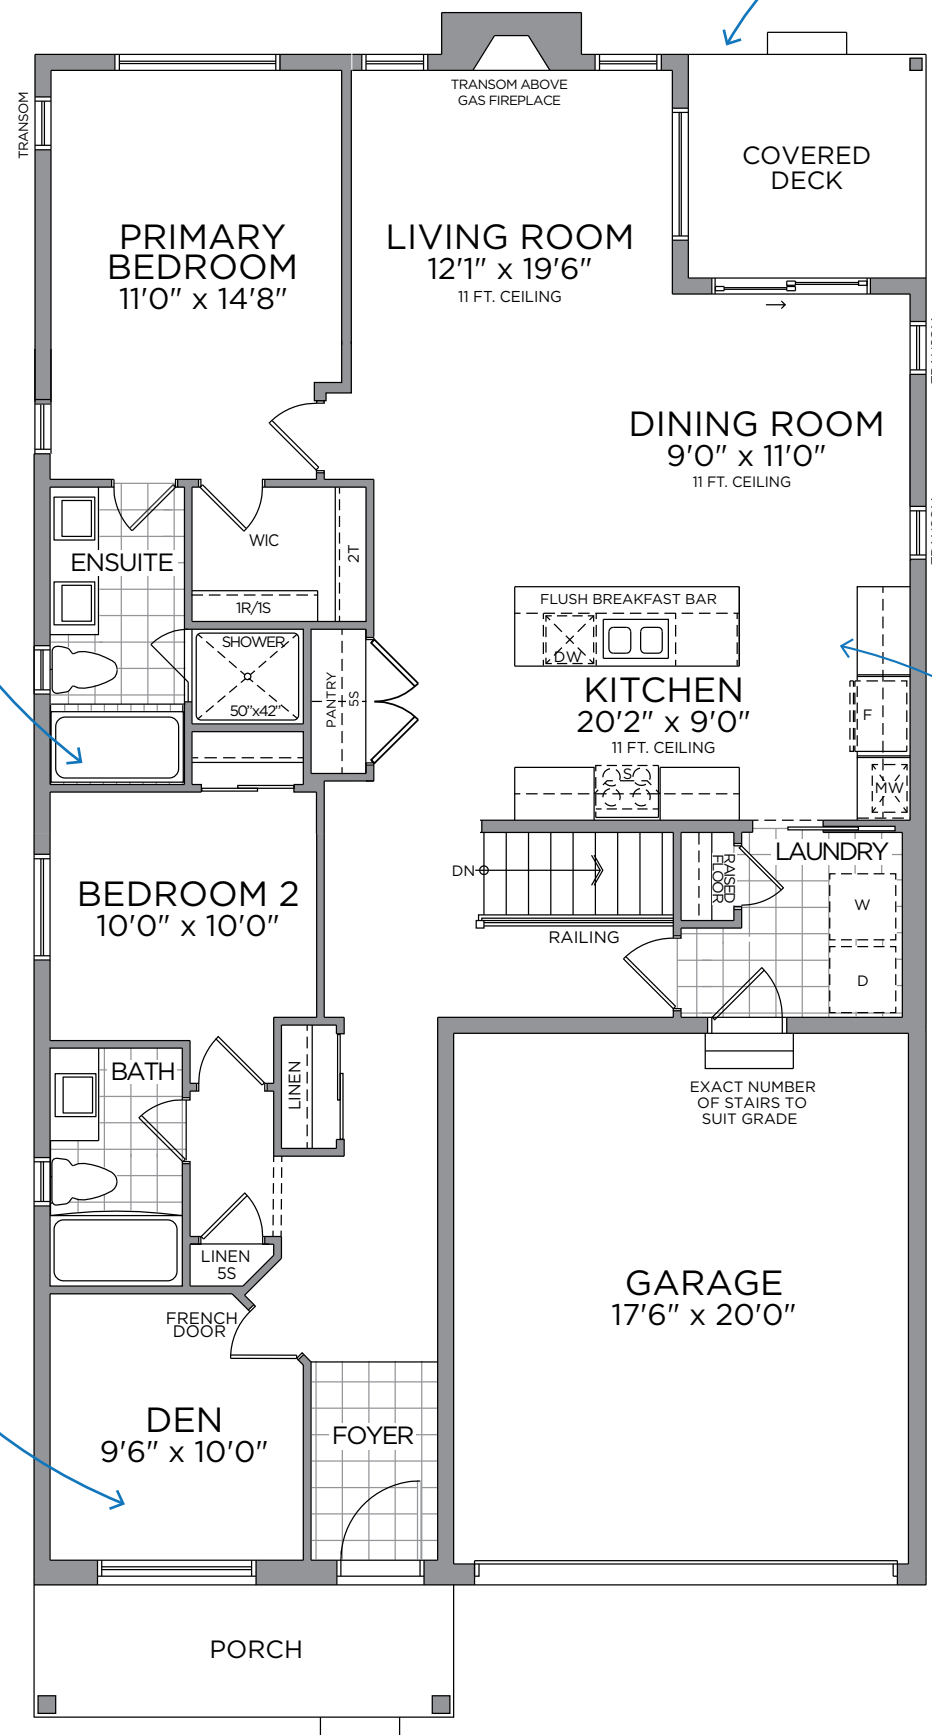 TRANSOM ABOVE
GAS FIREPLACE
TRANSOM
COVERED
DECK
PRIMARY
BEDROOM
11'0" x 14'8"
LIVING ROOM
12'1" x 19'6"
11 FT. CEILING
DINING ROOM
9'0" x 11'0"
11 FT. CEILING
WIC
2T
ENSUITE
1R/1S
FLUSH BREAKFAST BAR
SHOWER
50"x42"
DW
PANTRY
5S
KITCHEN
20'2" x 9'0"
11 FT. CEILING
F
S
MW
LAUNDRY
RAISED
FLOOR
DN
BEDROOM 2
10'0" x 10'0"
W
RAILING
D
BATH
LINEN
EXACT NUMBER
OF STAIRS TO
SUIT GRADE
LINEN
5S
GARAGE
17'6" x 20'0"
FRENCH
DOOR
DEN
9'6" x 10'0"
FOYER
PORCH